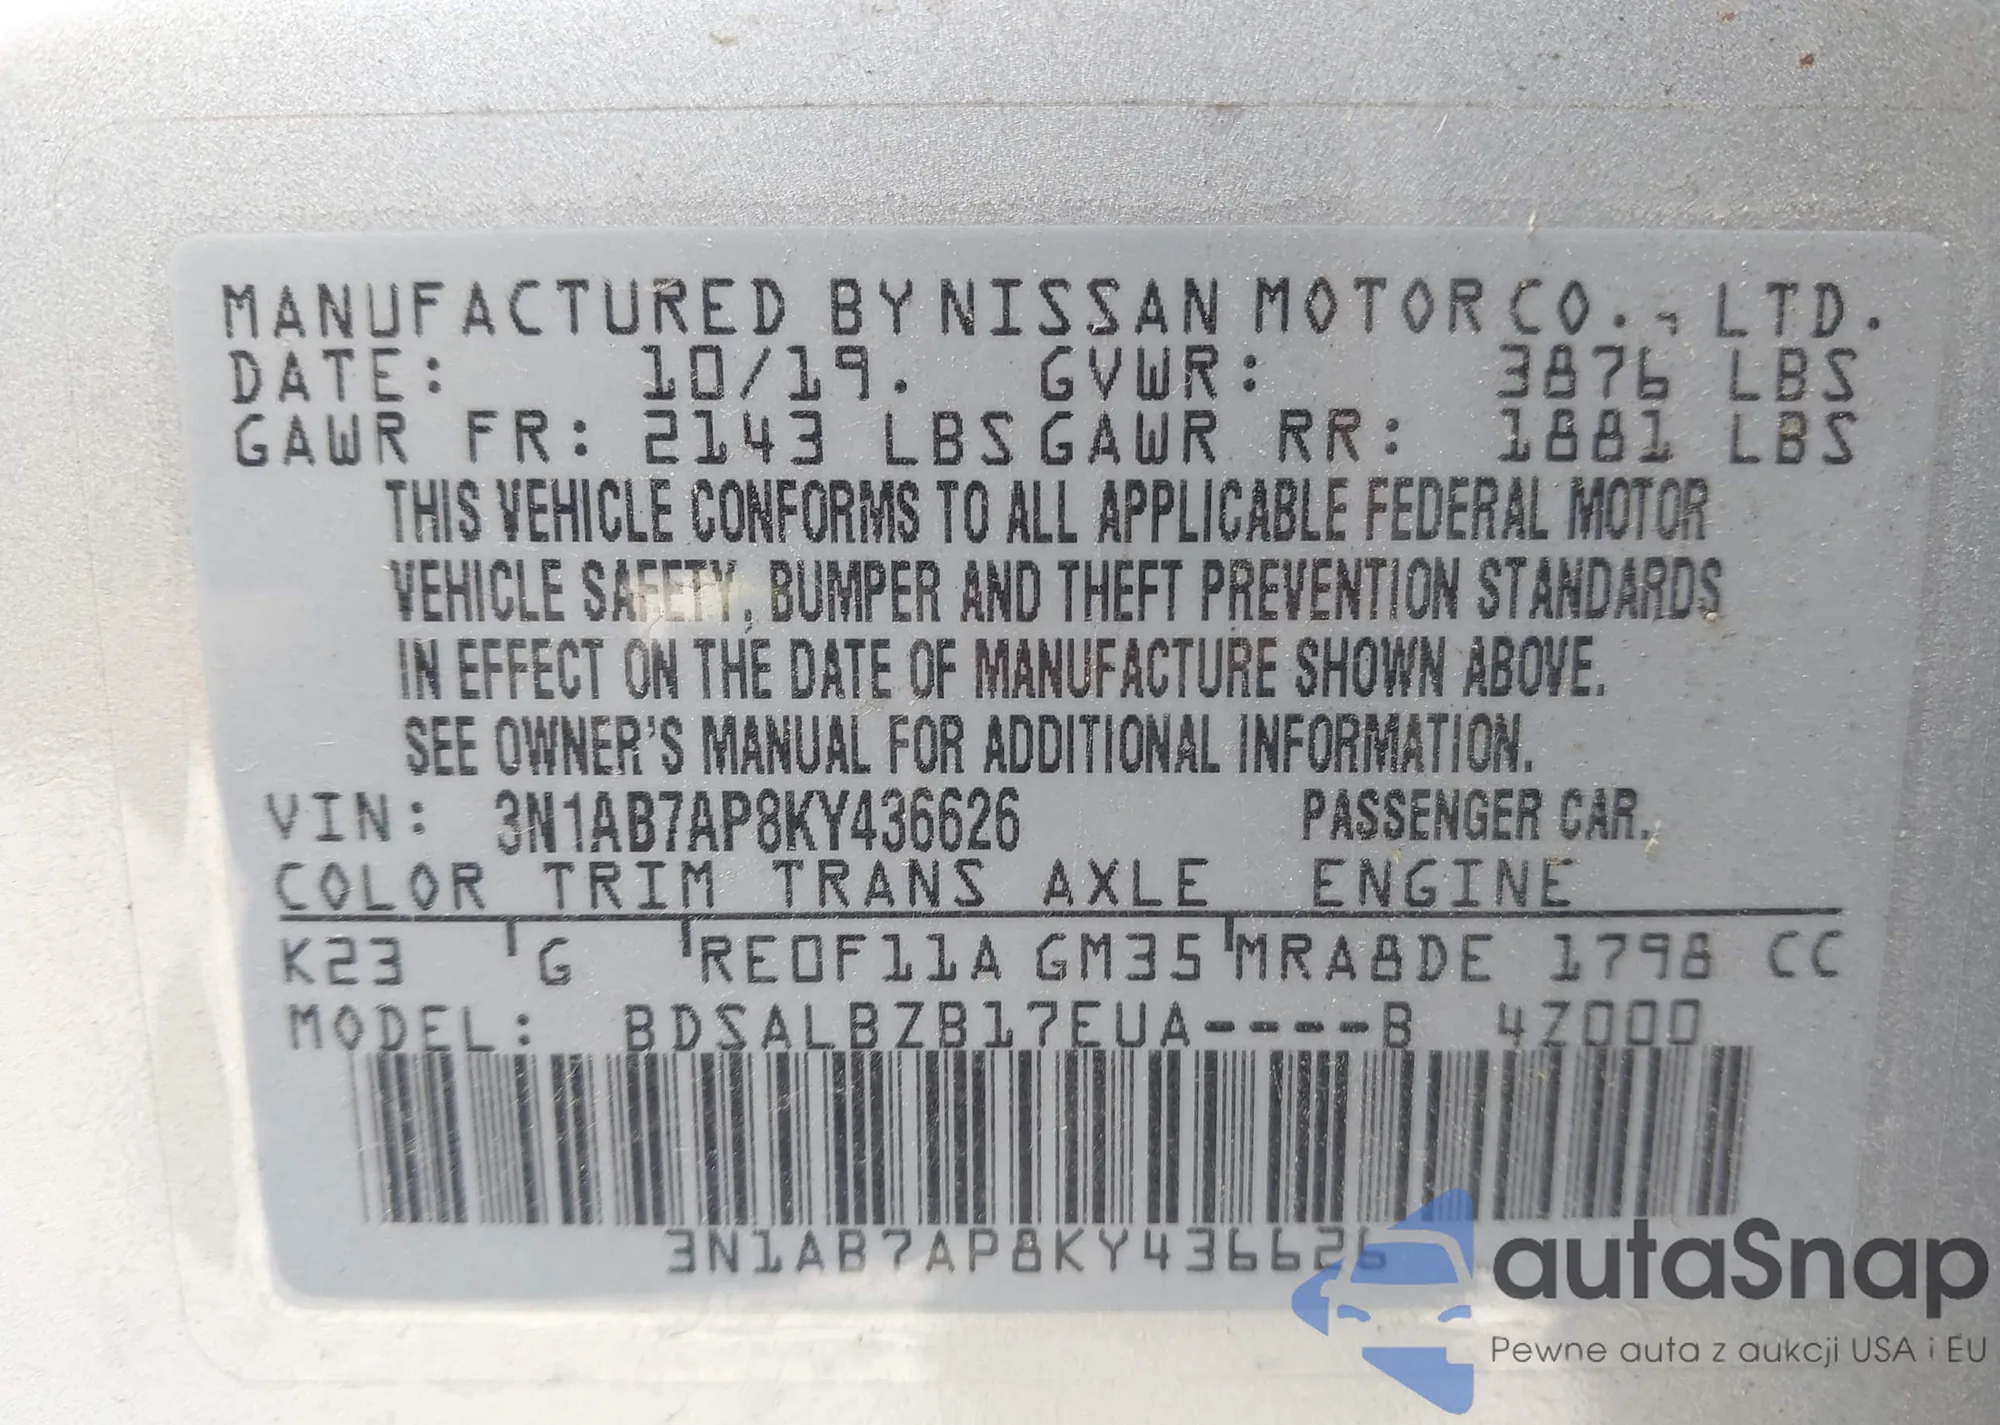 MANUFACTURED BY NISSAN MOTOR CO., LTD.
DATE: 10/19. GVWR: 3876 LBS
GAWR FR: 2143 LBS GAWR RR: 1881 LBS
THIS VEHICLE CONFORMS TO ALL APPLICABLE FEDERAL MOTOR
VEHICLE SAFETY, BUMPER AND THEFT PREVENTION STANDARDS
IN EFFECT ON THE DATE OF MANUFACTURE SHOWN ABOVE.
SEE OWNER'S MANUAL FOR ADDITIONAL INFORMATION.
VIN: 3N1AB7AP8KY436626 PASSENGER CAR.
COLOR TRIM TRANS AXLE ENGINE
K23 G RE0F11A GM35 MRA8DE 1798 CC
MODEL: BDSALBZB17EUA----B 4Z000
3N1AB7AP8KY436626
autaSnap
Pewne auta z aukcji USA i EU